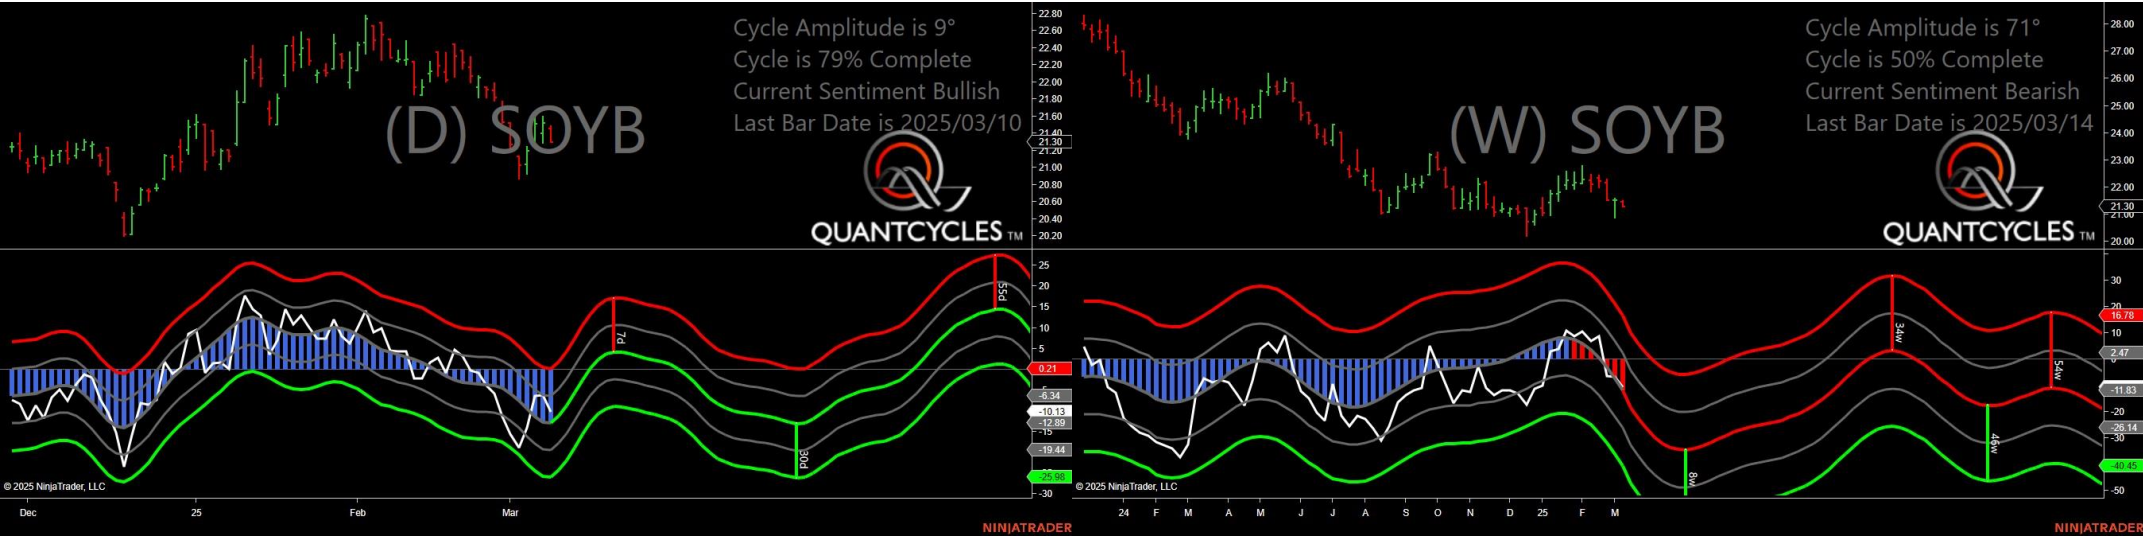 Cycle Amplitude is 9°
Cycle is 79% Complete
Current Sentiment Bullish
Last Bar Date is 2025/03/10
(D) SOYB
QUANTCYCLES TM
22.80
22.60
22.40
22.20
22.00
21.80
21.60
21.40
21.30
21.20
21.00
20.80
20.60
20.40
20.20
25
20
15
10
5
0.21
-6.34
-10.13
-12.89
-15
-19.44
-25.98
-30
7d
30d
55d
© 2025 NinjaTrader, LLC
Dec 25 Feb Mar
NINJATRADER
Cycle Amplitude is 71°
Cycle is 50% Complete
Current Sentiment Bearish
Last Bar Date is 2025/03/14
(W) SOYB
QUANTCYCLES TM
28.00
27.00
26.00
25.00
24.00
23.00
22.00
21.30
21.00
20.00
30
20
16.78
10
2.47
-11.83
-20
-26.14
-30
-40.45
-50
8w
34w
46w
54w
© 2025 NinjaTrader, LLC
24 F M A M J J A S O N D 25 F M
NINJATRADER